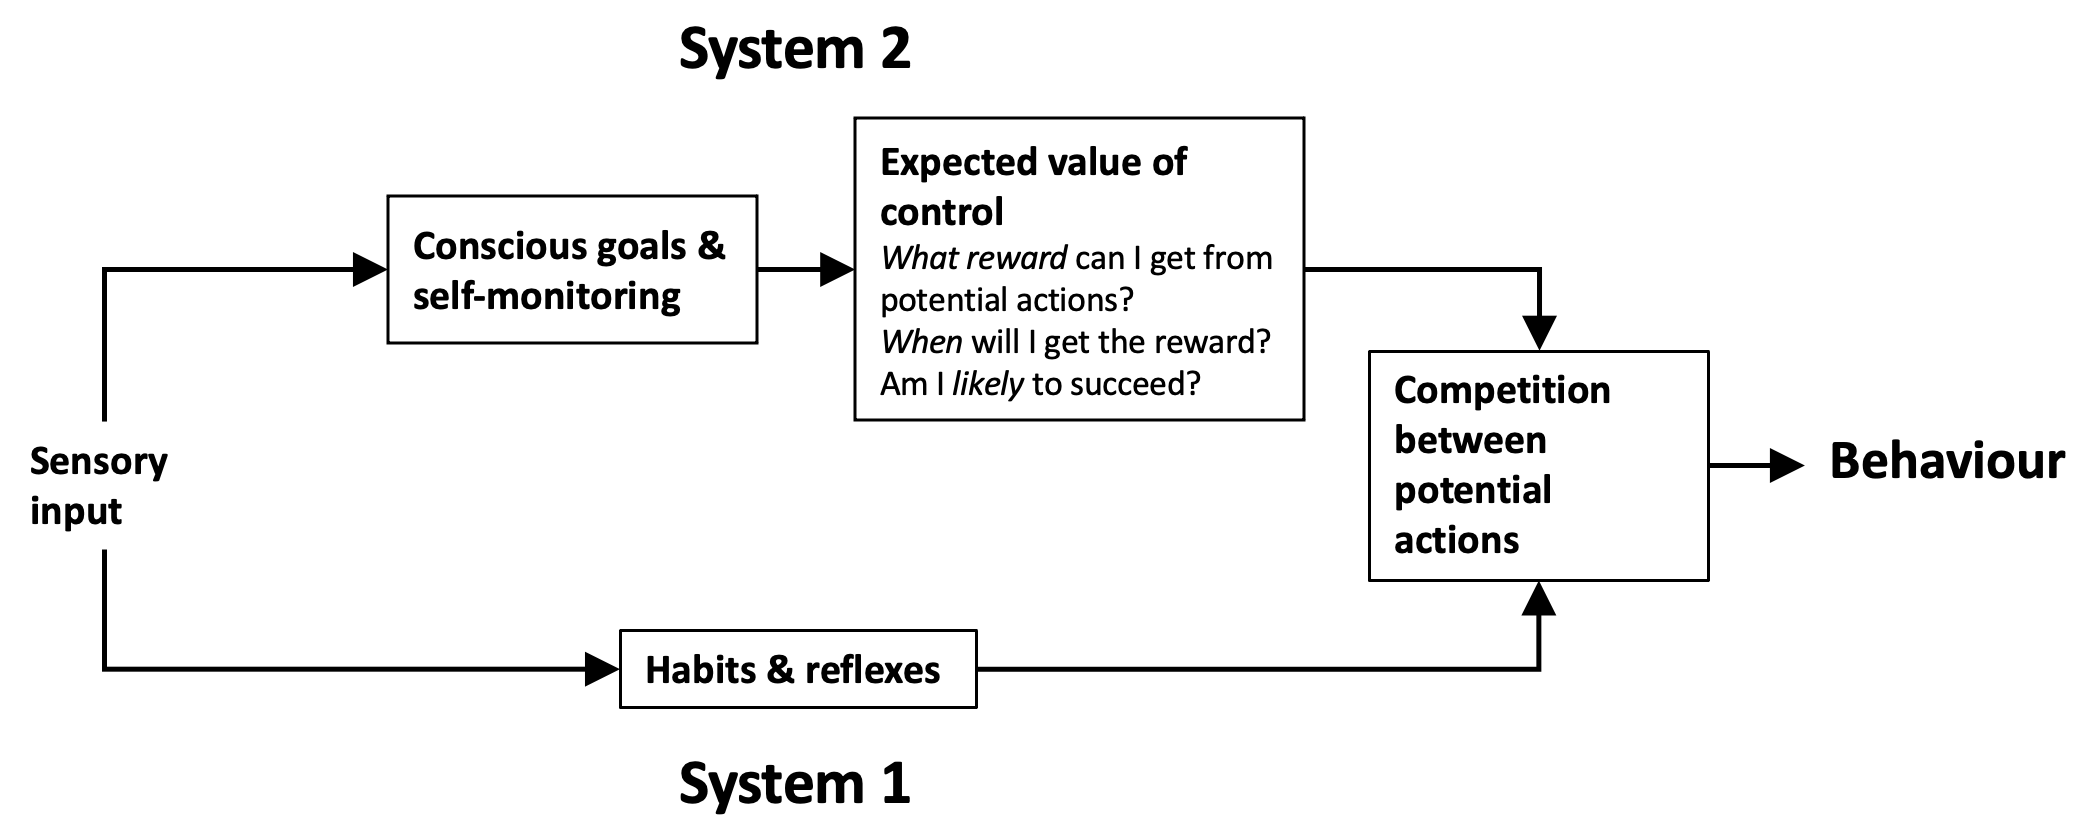 System 2
Expected value of
control
What reward can I get from
potential actions?
When will I get the reward?
Am I likely to succeed?
Conscious goals &
self-monitoring
Competition
between
potential
actions
Behaviour
Sensory
input
Habits & reflexes
System 1